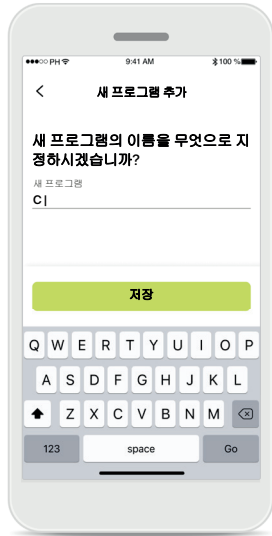 ●●●○○ PH 9:41 AM 100 %
새 프로그램 추가
새 프로그램의 이름을 무엇으로 지
정하시겠습니까?
새 프로그램
C|
저장
Q W E R T Y U I O P
A S D F G H J K L
Z X C V B N M
123 space Go